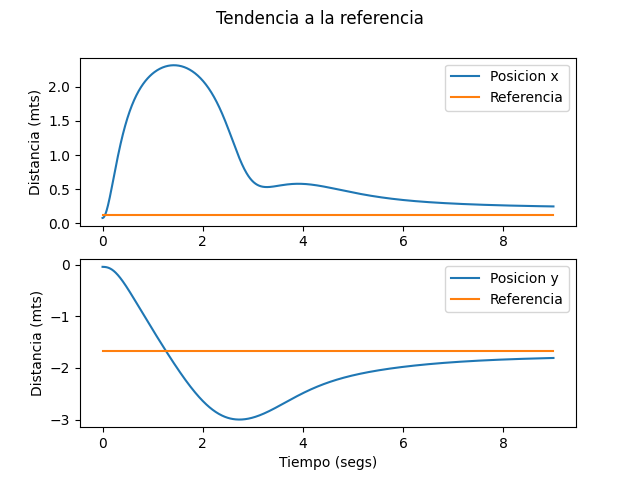 Tendencia a la referencia
Distancia (mts)
2.0
1.5
1.0
0.5
0.0
Posicion x
Referencia
0 2 4 6 8
Distancia (mts)
0
−1
−2
−3
Posicion y
Referencia
0 2 4 6 8
Tiempo (segs)